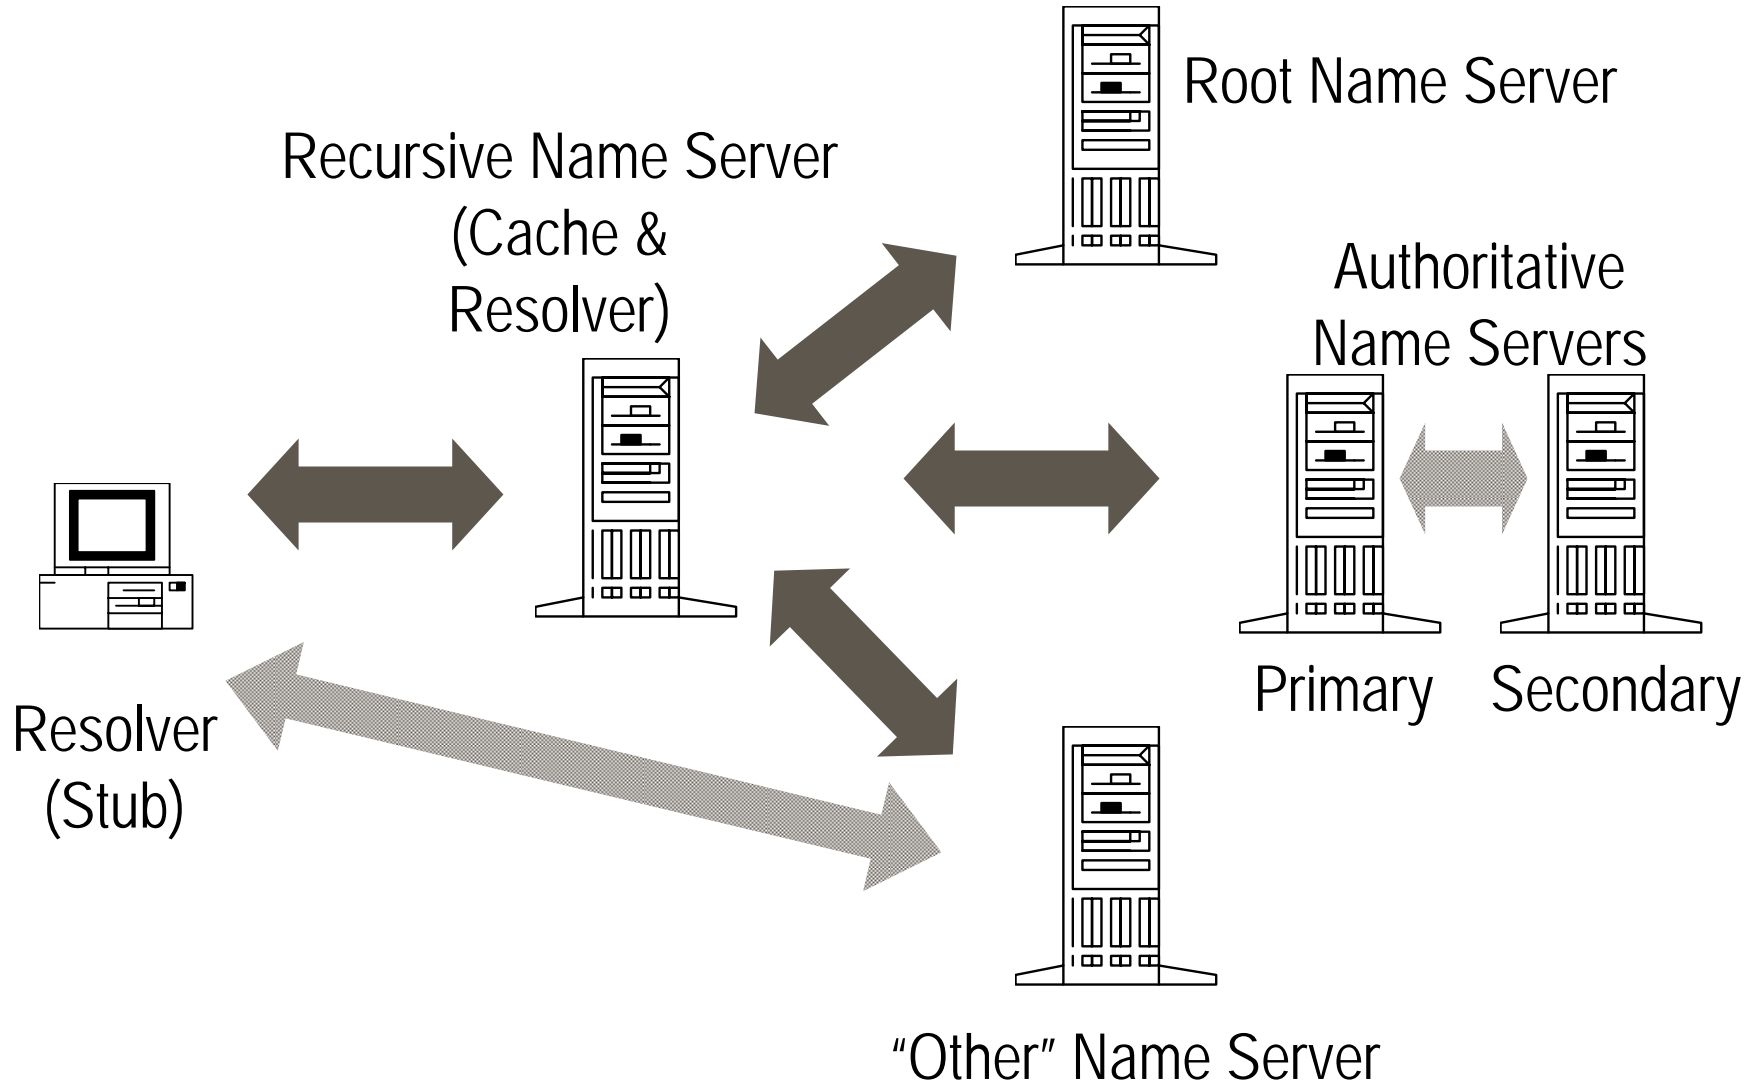 Root Name Server
Recursive Name Server
(Cache &
Resolver)
Authoritative
Name Servers
Primary
Secondary
Resolver
(Stub)
“Other” Name Server